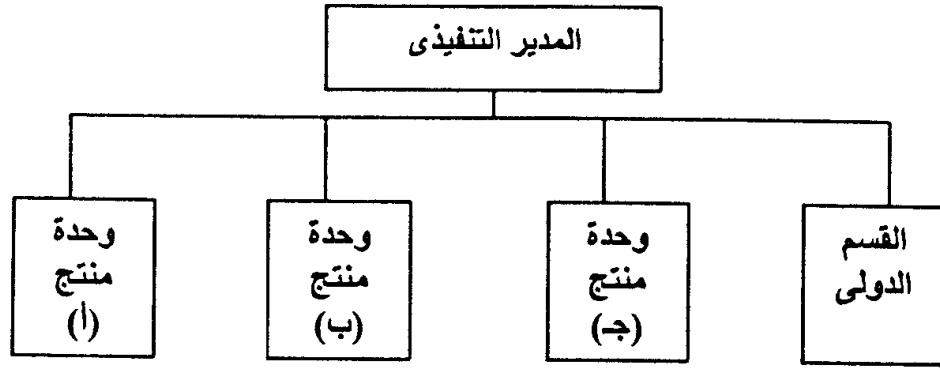 المدير التنفيذى
القسم
الدولى
وحدة
منتج
(جـ)
وحدة
منتج
(ب)
وحدة
منتج
(أ)